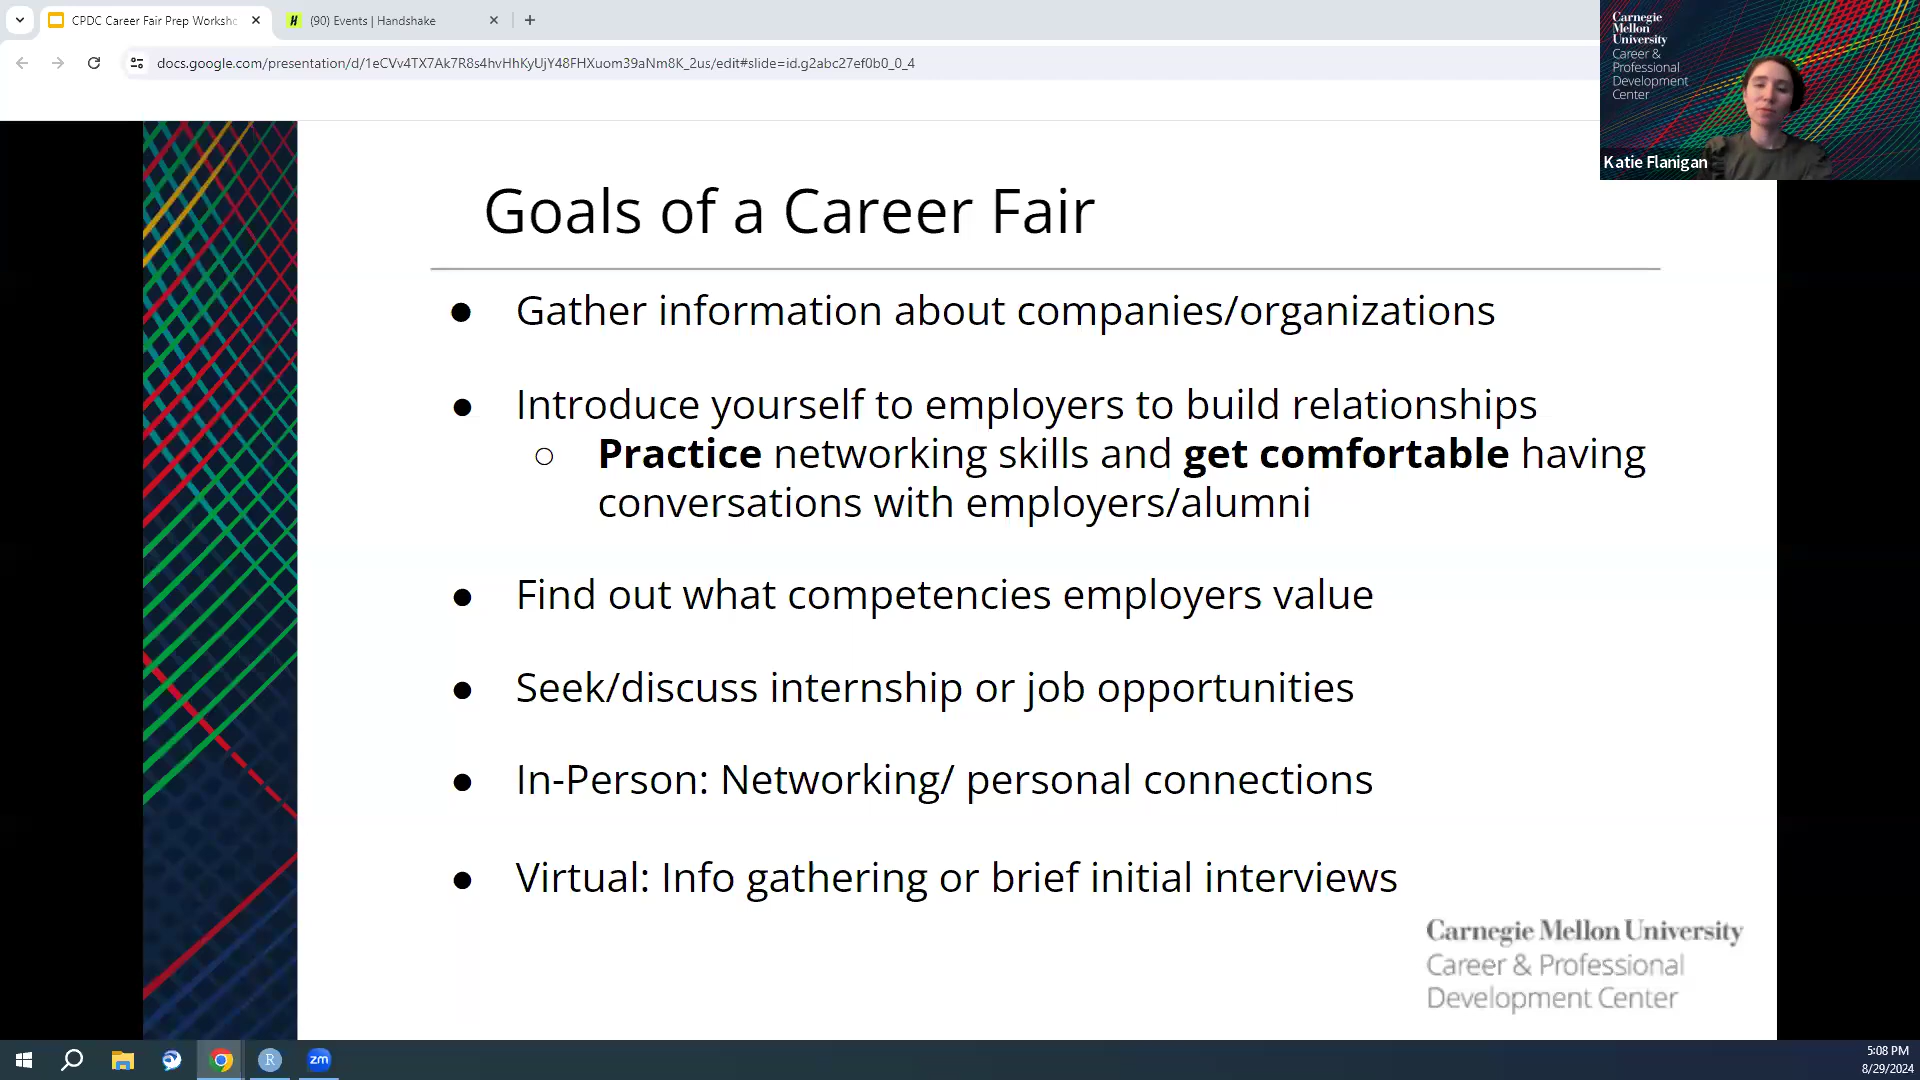 CPDC Career Fair Prep Worksho
(90) Events | Handshake
docs.google.com/presentation/d/1eCVv4TX7Ak7R8s4hvHhKyUjY48FHXuom39aNm8K_2us/edit#slide=id.g2abc27ef0b0_0_4
Carnegie
Mellon
University
Career &
Professional
Development
Center
Katie Flanigan
Goals of a Career Fair
● Gather information about companies/organizations
● Introduce yourself to employers to build relationships
○ Practice networking skills and get comfortable having
conversations with employers/alumni
● Find out what competencies employers value
● Seek/discuss internship or job opportunities
● In-Person: Networking/ personal connections
● Virtual: Info gathering or brief initial interviews
Carnegie Mellon University
Career & Professional
Development Center
R
zm
5:08 PM
8/29/2024